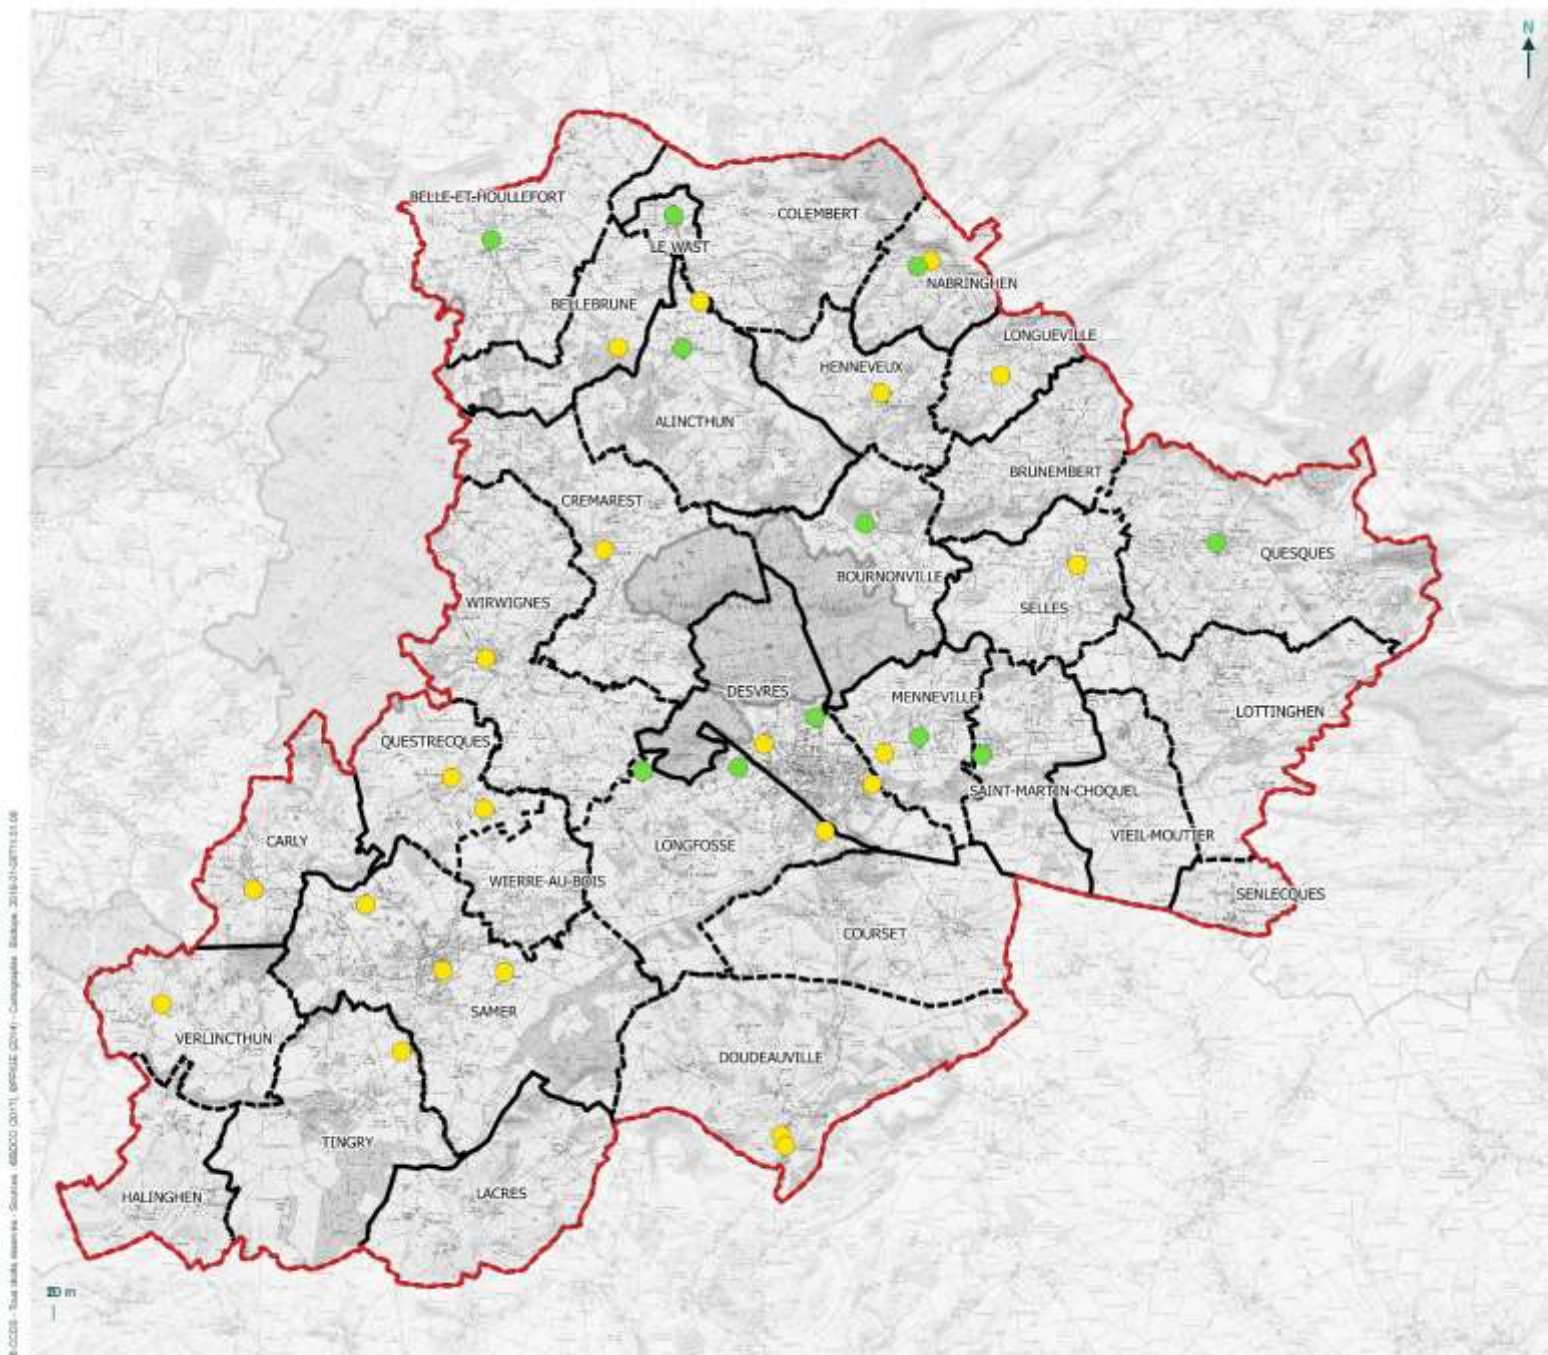 N
BELLE-ET-HOULLEFORT
COLEMBERT
LE WAST
NABRINGHEN
BELLEBRUNE
LONGUEVILLE
HENNEVEUX
ALINCTHUN
BRUNEMBERT
CREMAREST
QUESQUES
BOURNONVILLE
WIRWIGNES
SELLES
DESVRES
MENNEVILLE
LOTTINGHEN
QUESTRECQUES
SAINT-MARTIN-CHOQUEL
VIEIL-MOUTIER
CARLY
LONGFOSSE
WIERRE-AU-BOIS
SENLECQUES
COURSET
SAMER
VERLINCTHUN
DOUDEAUVILLE
TINGRY
LACRES
HALINGHEN